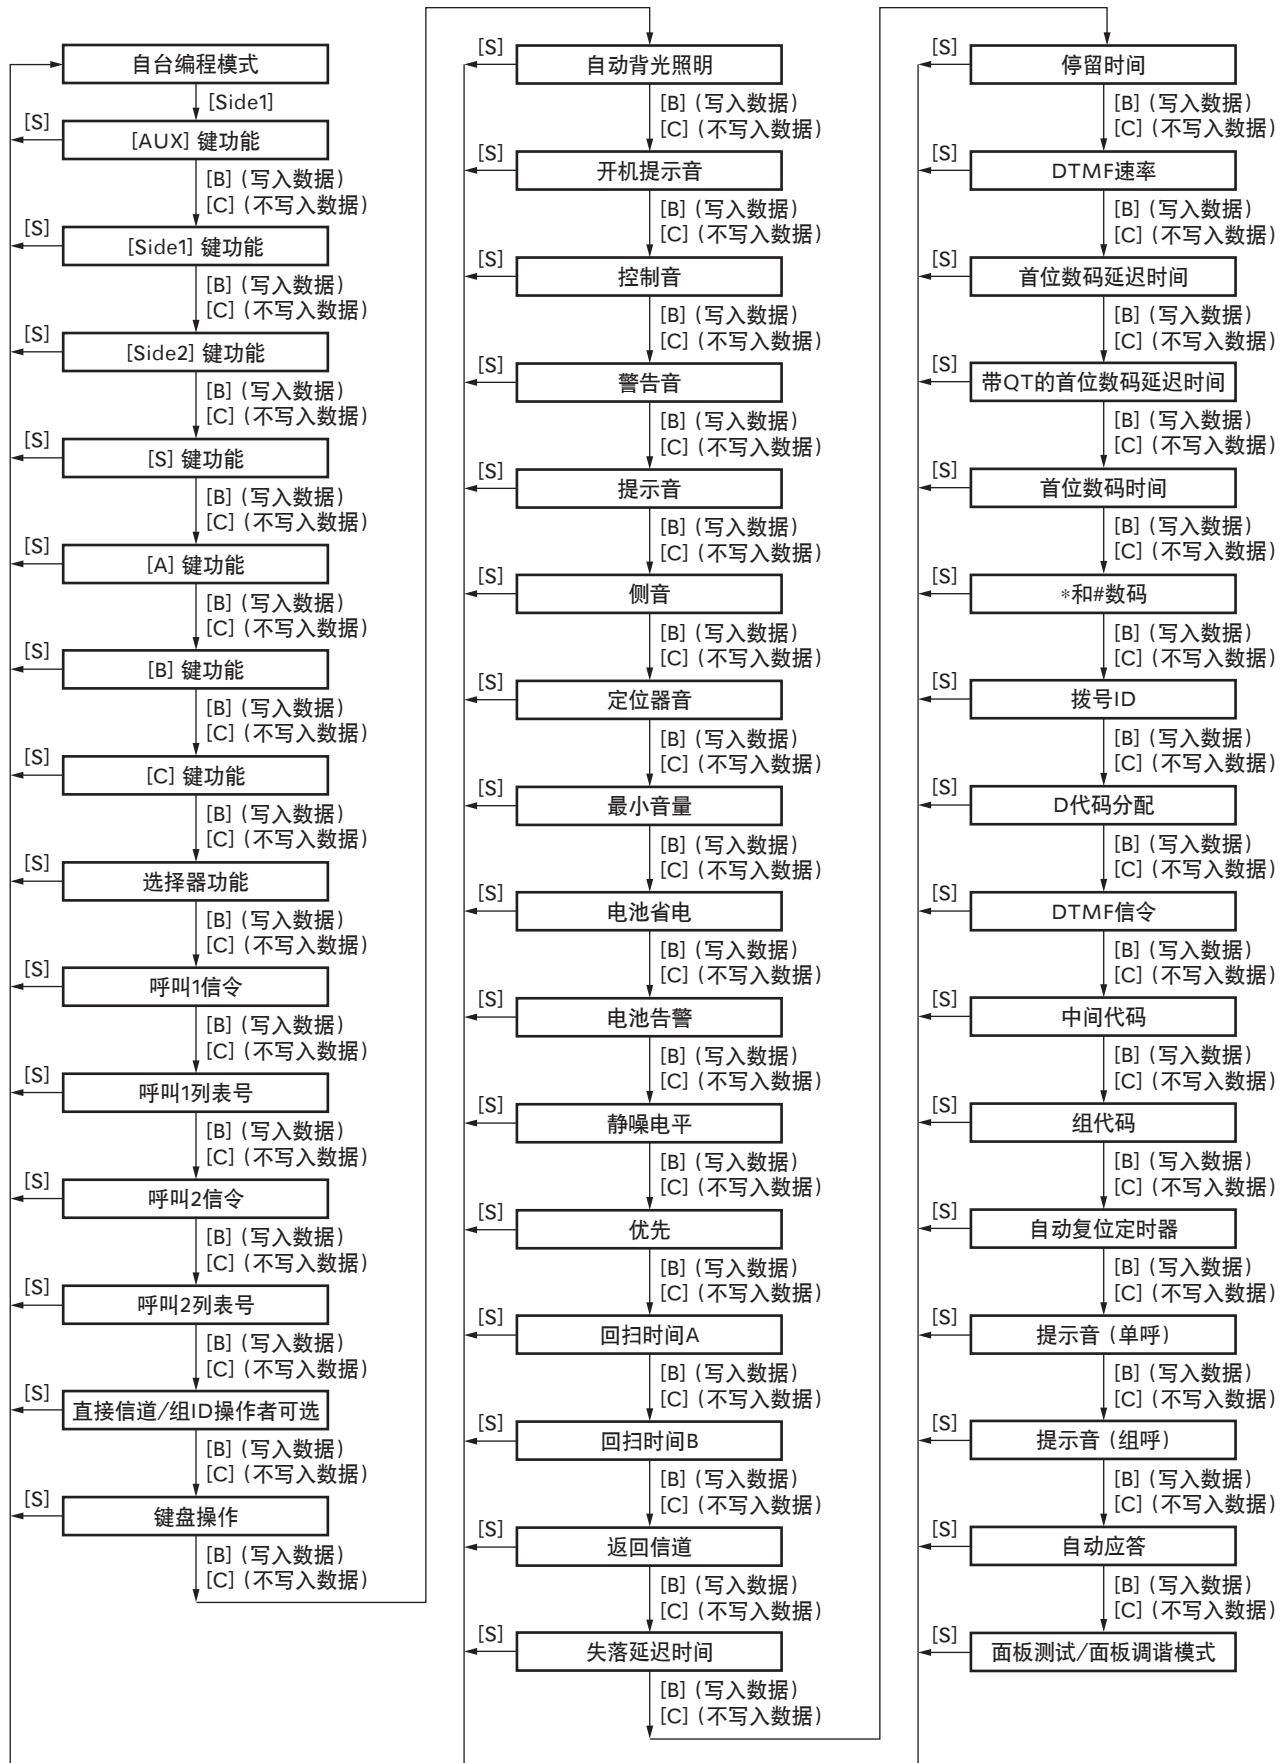 自台编程模式
[Side1]
[S]
[AUX] 键功能
[B] (写入数据)
[C] (不写入数据)
[S]
[Side1] 键功能
[B] (写入数据)
[C] (不写入数据)
[S]
[Side2] 键功能
[B] (写入数据)
[C] (不写入数据)
[S]
[S] 键功能
[B] (写入数据)
[C] (不写入数据)
[S]
[A] 键功能
[B] (写入数据)
[C] (不写入数据)
[S]
[B] 键功能
[B] (写入数据)
[C] (不写入数据)
[S]
[C] 键功能
[B] (写入数据)
[C] (不写入数据)
[S]
选择器功能
[B] (写入数据)
[C] (不写入数据)
[S]
呼叫1信令
[B] (写入数据)
[C] (不写入数据)
[S]
呼叫1列表号
[B] (写入数据)
[C] (不写入数据)
[S]
呼叫2信令
[B] (写入数据)
[C] (不写入数据)
[S]
呼叫2列表号
[B] (写入数据)
[C] (不写入数据)
[S]
直接信道/组ID操作者可选
[B] (写入数据)
[C] (不写入数据)
[S]
键盘操作
[B] (写入数据)
[C] (不写入数据)
[S]
自动背光照明
[B] (写入数据)
[C] (不写入数据)
[S]
开机提示音
[B] (写入数据)
[C] (不写入数据)
[S]
控制音
[B] (写入数据)
[C] (不写入数据)
[S]
警告音
[B] (写入数据)
[C] (不写入数据)
[S]
提示音
[B] (写入数据)
[C] (不写入数据)
[S]
侧音
[B] (写入数据)
[C] (不写入数据)
[S]
定位器音
[B] (写入数据)
[C] (不写入数据)
[S]
最小音量
[B] (写入数据)
[C] (不写入数据)
[S]
电池省电
[B] (写入数据)
[C] (不写入数据)
[S]
电池告警
[B] (写入数据)
[C] (不写入数据)
[S]
静噪电平
[B] (写入数据)
[C] (不写入数据)
[S]
优先
[B] (写入数据)
[C] (不写入数据)
[S]
回扫时间A
[B] (写入数据)
[C] (不写入数据)
[S]
回扫时间B
[B] (写入数据)
[C] (不写入数据)
[S]
返回信道
[B] (写入数据)
[C] (不写入数据)
[S]
失落延迟时间
[B] (写入数据)
[C] (不写入数据)
[S]
停留时间
[B] (写入数据)
[C] (不写入数据)
[S]
DTMF速率
[B] (写入数据)
[C] (不写入数据)
[S]
首位数码延迟时间
[B] (写入数据)
[C] (不写入数据)
[S]
带QT的首位数码延迟时间
[B] (写入数据)
[C] (不写入数据)
[S]
首位数码时间
[B] (写入数据)
[C] (不写入数据)
[S]
*和#数码
[B] (写入数据)
[C] (不写入数据)
[S]
拨号ID
[B] (写入数据)
[C] (不写入数据)
[S]
D代码分配
[B] (写入数据)
[C] (不写入数据)
[S]
DTMF信令
[B] (写入数据)
[C] (不写入数据)
[S]
中间代码
[B] (写入数据)
[C] (不写入数据)
[S]
组代码
[B] (写入数据)
[C] (不写入数据)
[S]
自动复位定时器
[B] (写入数据)
[C] (不写入数据)
[S]
提示音 (单呼)
[B] (写入数据)
[C] (不写入数据)
[S]
提示音 (组呼)
[B] (写入数据)
[C] (不写入数据)
[S]
自动应答
[B] (写入数据)
[C] (不写入数据)
[S]
面板测试/面板调谐模式